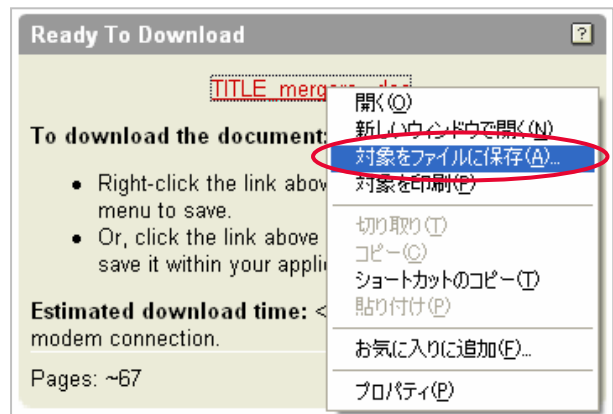 Ready To Download
?
TITLE merg
To download the document:
Right-click the link abov
menu to save.
Or, click the link above
save it within your appli
Estimated download time: <
modem connection.
Pages: ~67
開く(O)
新しいウィンドウで開く(N)
対象をファイルに保存(A)...
対象を印刷(P)
切り取り(T)
コピー(C)
ショートカットのコピー(T)
貼り付け(P)
お気に入りに追加(F)...
プロパティ(R)